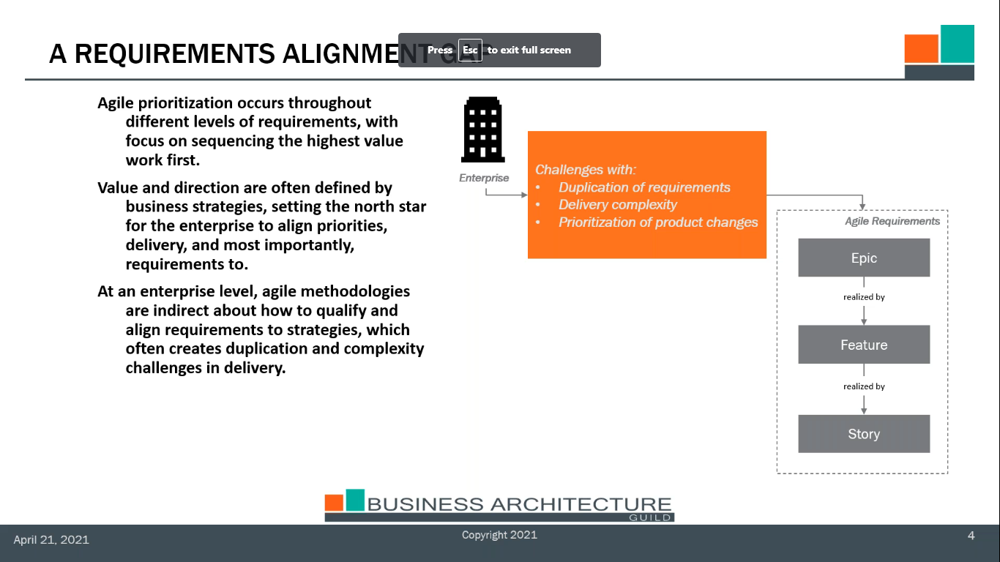 A REQUIREMENTS ALIGNMENT GAP
Press Esc to exit full screen
Agile prioritization occurs throughout
different levels of requirements, with
focus on sequencing the highest value
work first.
Value and direction are often defined by
business strategies, setting the north star
for the enterprise to align priorities,
delivery, and most importantly,
requirements to.
At an enterprise level, agile methodologies
are indirect about how to qualify and
align requirements to strategies, which
often creates duplication and complexity
challenges in delivery.
Enterprise
Challenges with:
• Duplication of requirements
• Delivery complexity
• Prioritization of product changes
Agile Requirements
Epic
realized by
Feature
realized by
Story
BUSINESS ARCHITECTURE
GUILD
April 21, 2021
Copyright 2021
4